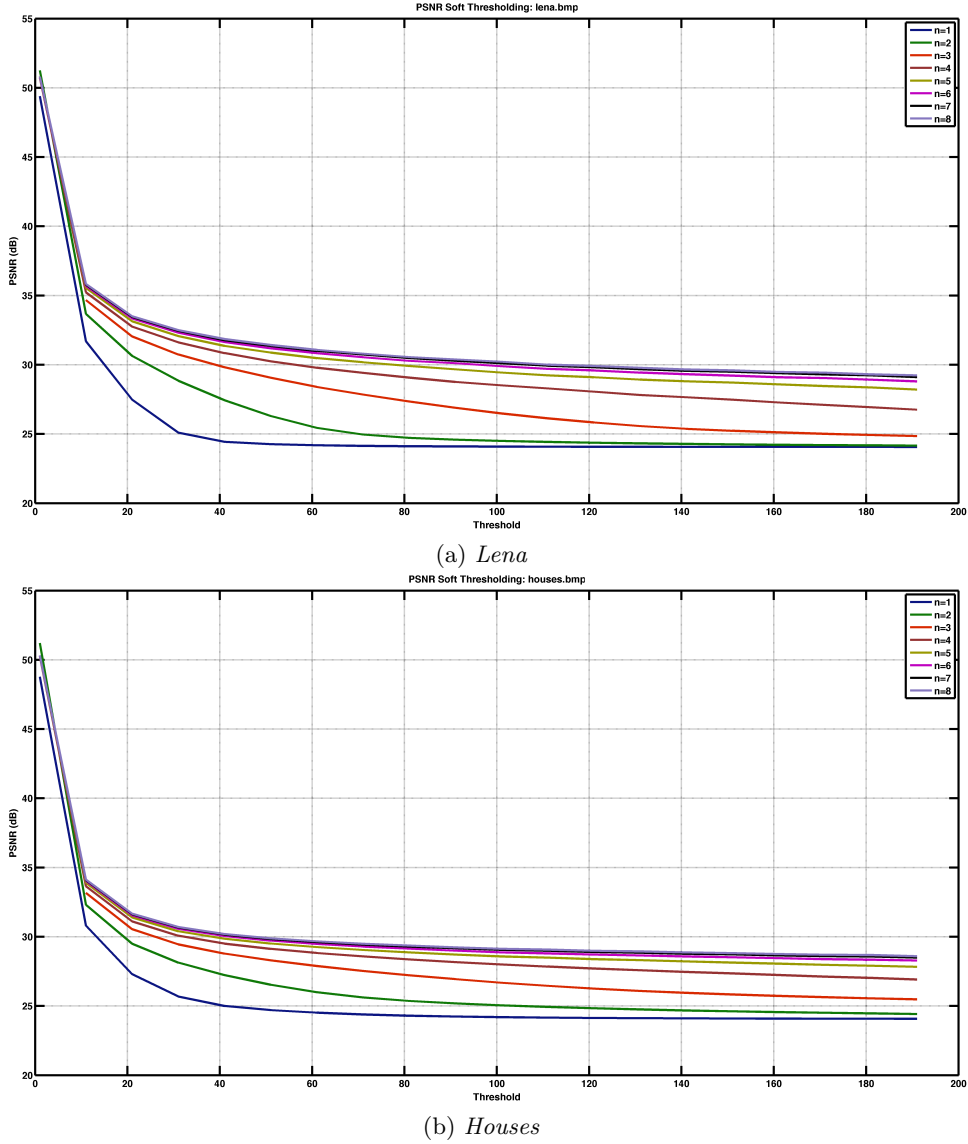 PSNR Soft Thresholding: lena.bmp
55
50
45
40
35
30
25
20
PSNR (dB)
n=1
n=2
n=3
n=4
n=5
n=6
n=7
n=8
0 20 40 60 80 100 120 140 160 180 200
Threshold
(a) Lena
PSNR Soft Thresholding: houses.bmp
55
50
45
40
35
30
25
20
PSNR (dB)
n=1
n=2
n=3
n=4
n=5
n=6
n=7
n=8
0 20 40 60 80 100 120 140 160 180 200
Threshold
(b) Houses